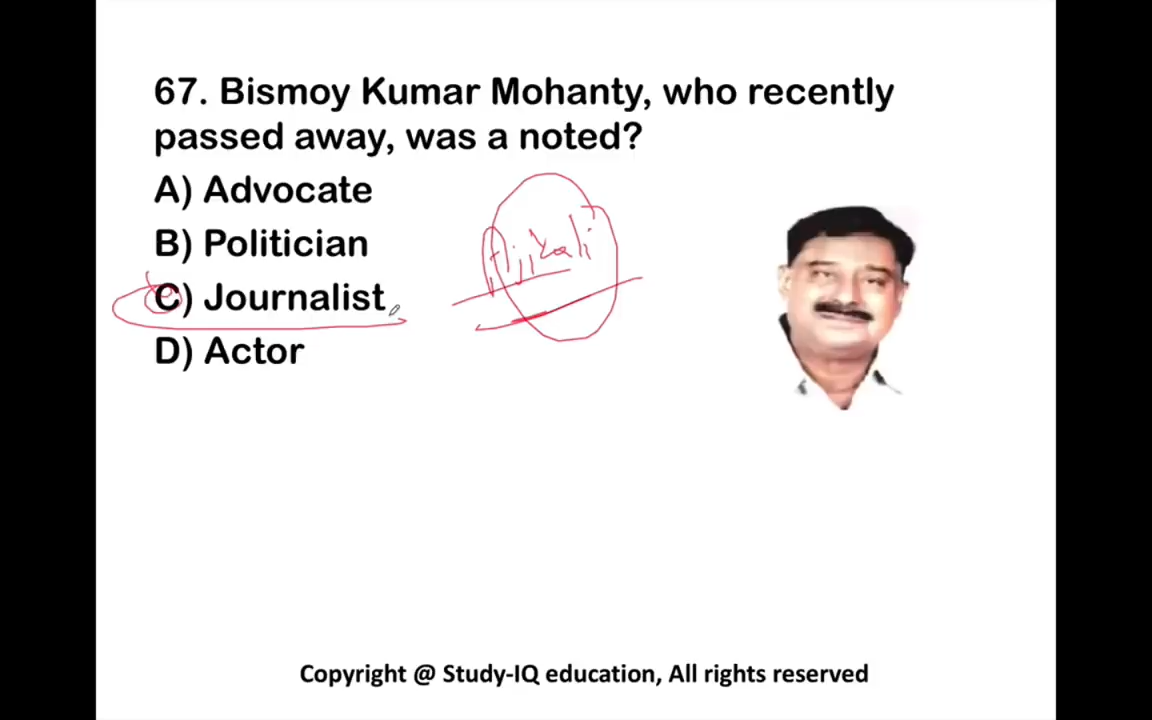 67. Bismoy Kumar Mohanty, who recently
passed away, was a noted?
A) Advocate
B) Politician
C) Journalist
D) Actor
Copyright @ Study-IQ education, All rights reserved